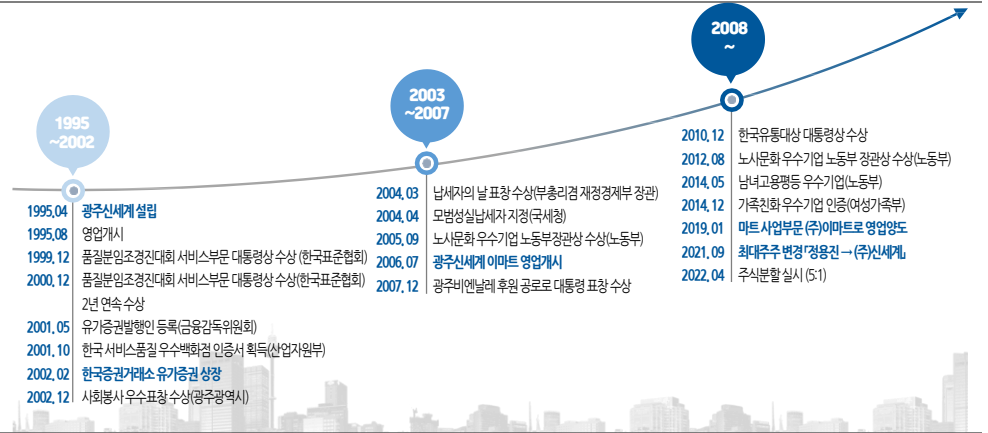 1995
~2002
1995.04 광주신세계 설립
1995.08 영업개시
1999. 12 품질분임조경진대회 서비스부문 대통령상 수상 (한국표준협회)
2000. 12 품질분임조경진대회 서비스부문 대통령상 수상(한국표준협회)
2년 연속 수상
2001. 05 유가증권발행인 등록(금융감독위원회)
2001. 10 한국 서비스품질 우수백화점 인증서 획득(산업자원부)
2002. 02 한국증권거래소 유가증권 상장
2002. 12 사회봉사 우수표창 수상(광주광역시)
2003
~2007
2004. 03 납세자의 날 표창 수상(부총리겸 재정경제부 장관)
2004. 04 모범성실납세자 지정(국세청)
2005. 09 노사문화 우수기업 노동부장관상 수상(노동부)
2006. 07 광주신세계 이마트 영업개시
2007. 12 광주비엔날레 후원 공로로 대통령 표창 수상
2008
~
2010. 12 한국유통대상 대통령상 수상
2012. 08 노사문화 우수기업 노동부 장관상 수상(노동부)
2014. 05 남녀고용평등 우수기업(노동부)
2014. 12 가족친화 우수기업 인증(여성가족부)
2019. 01 마트 사업부문 (주)이마트로 영업양도
2021. 09 최대주주 변경「정용진 → (주)신세계」
2022. 04 주식분할 실시 (5:1)